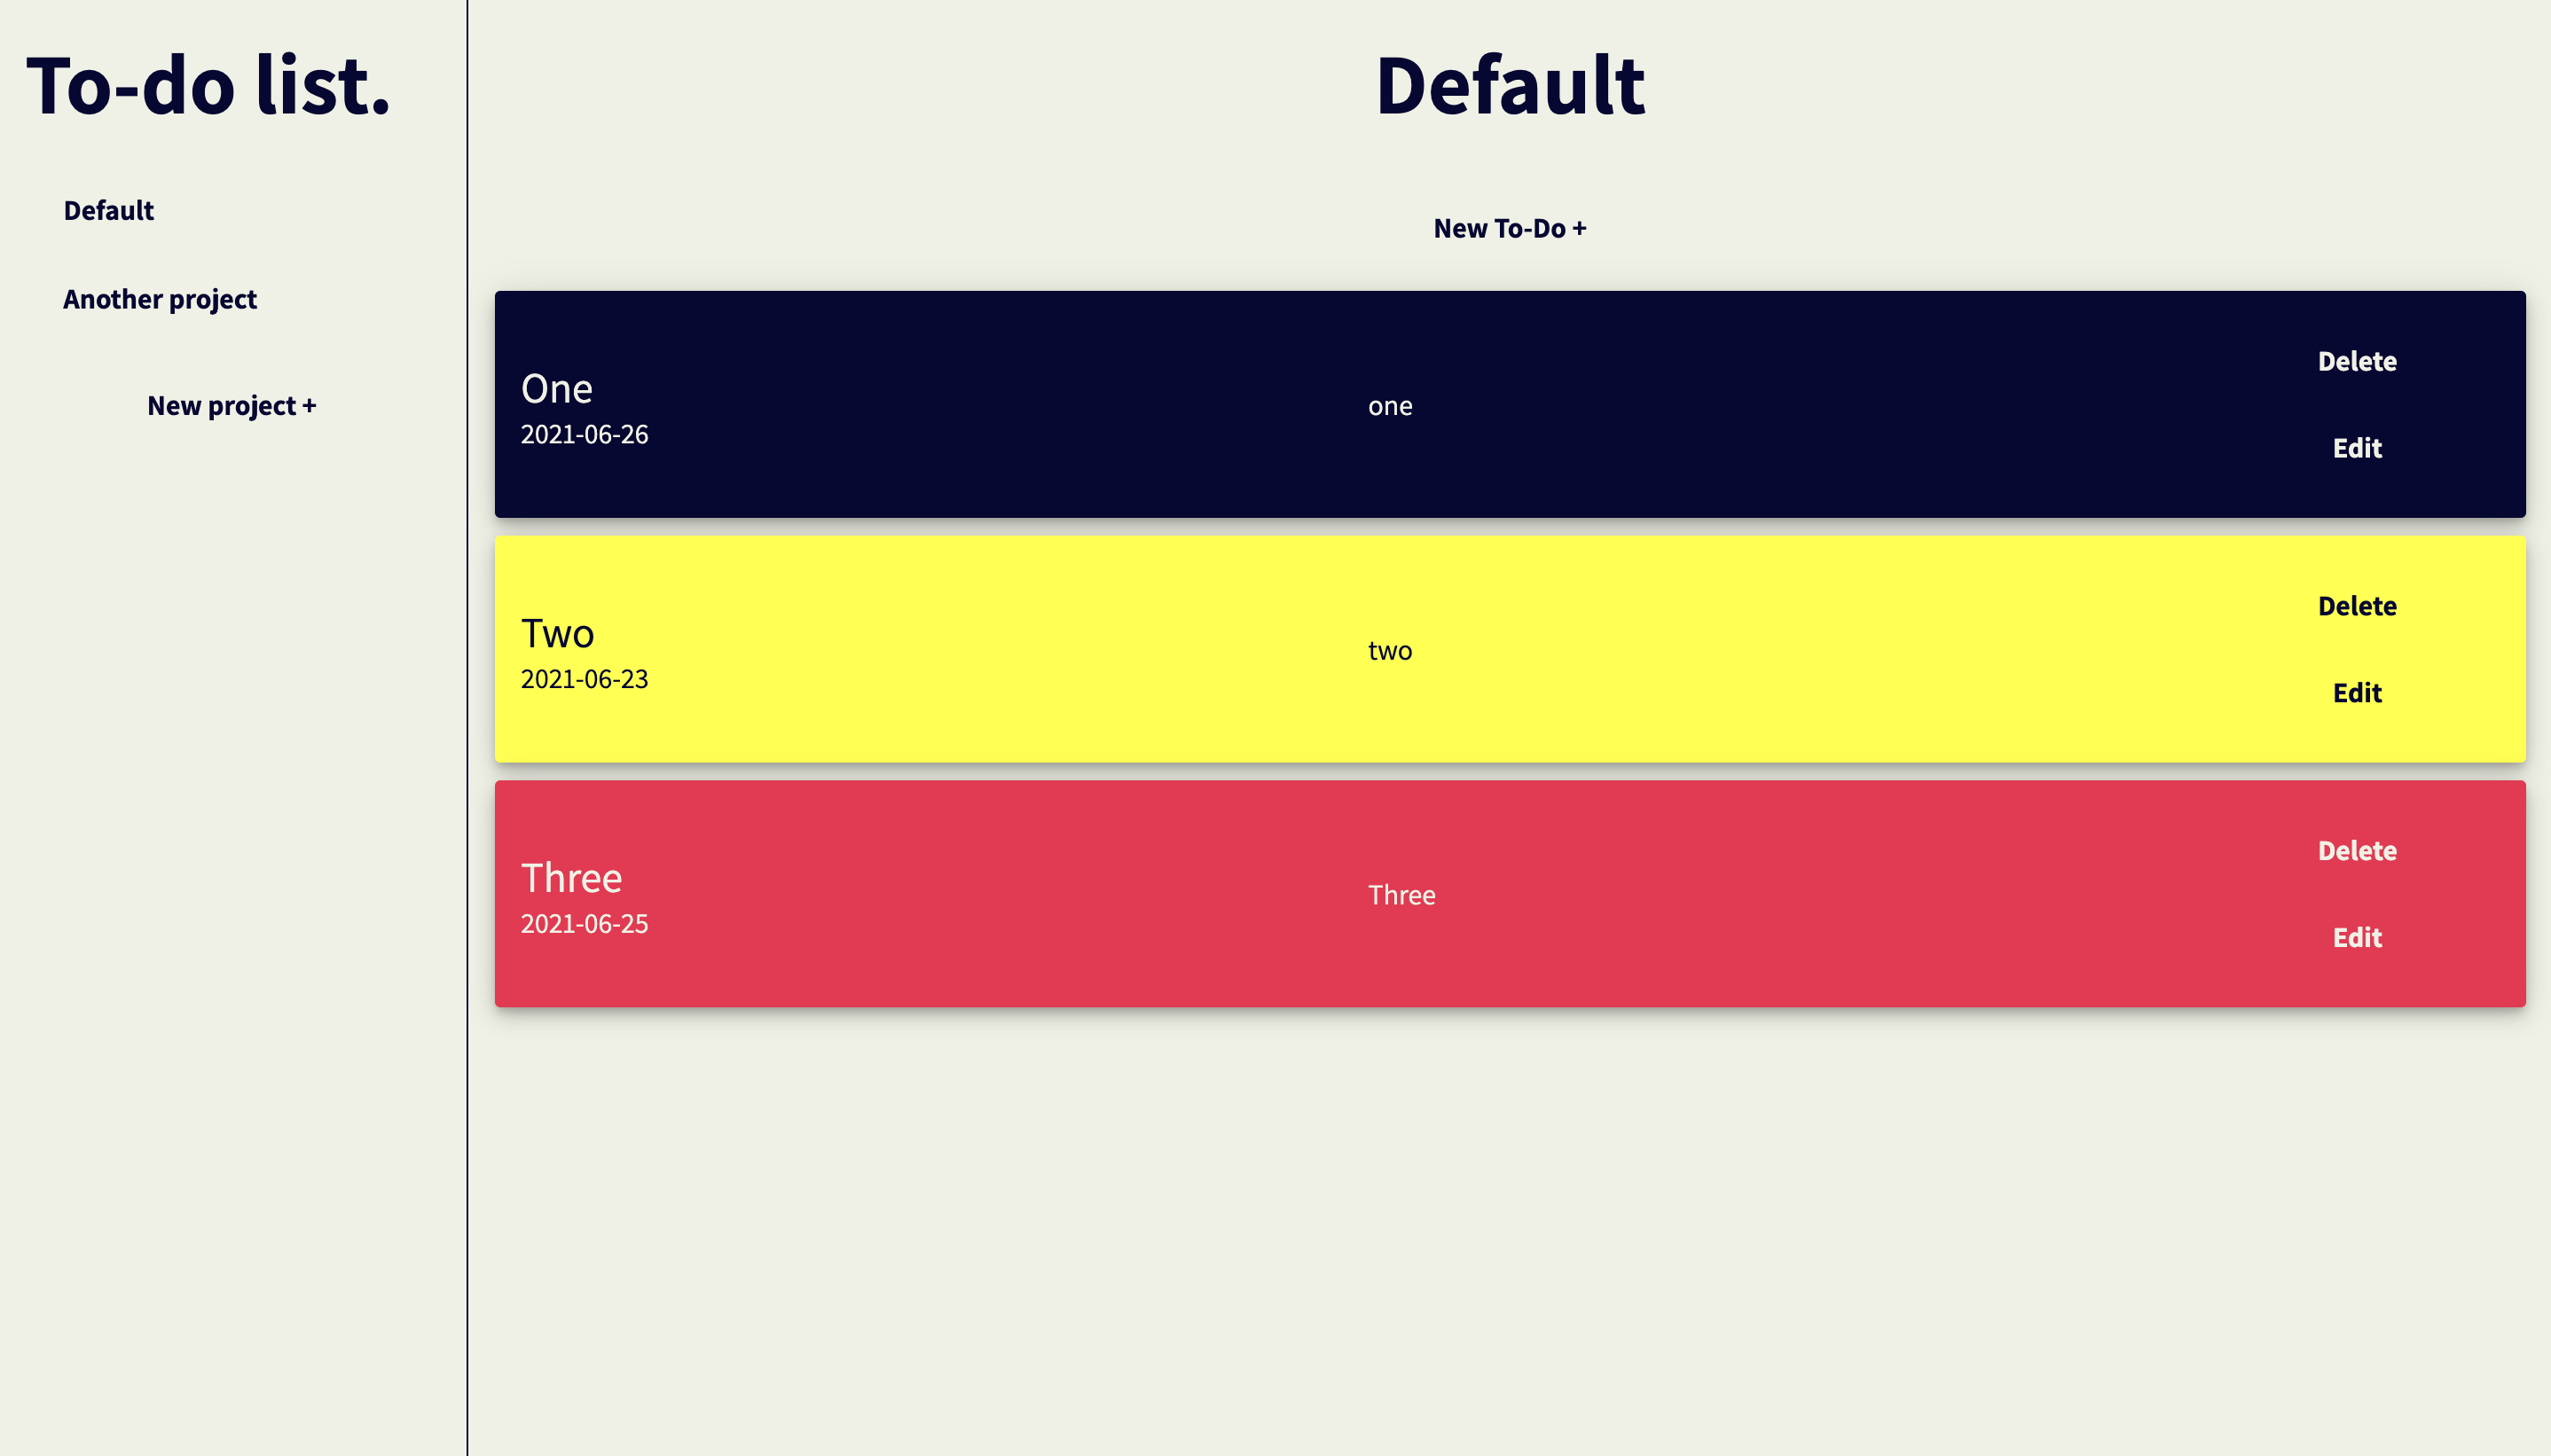 To-do list.
Default
Another project
New project +
Default
New To-Do +
One
2021-06-26
one
Delete
Edit
Two
2021-06-23
two
Delete
Edit
Three
2021-06-25
Three
Delete
Edit